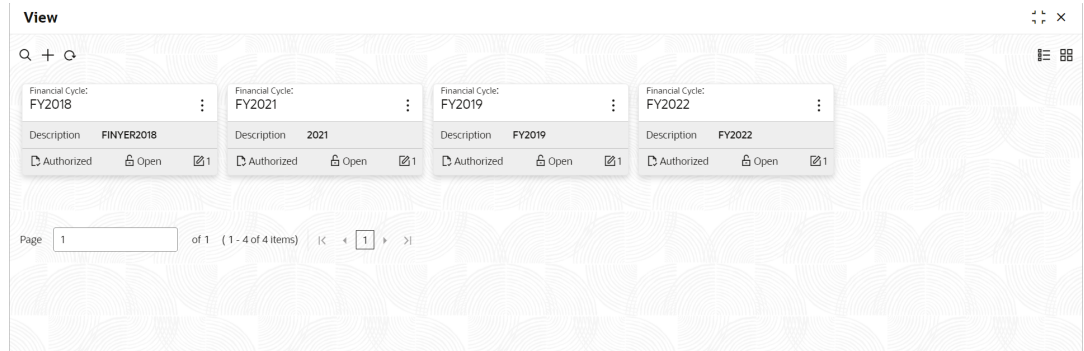 View
Financial Cycle:
FY2018
Description FINYER2018
Authorized Open 1
Financial Cycle:
FY2021
Description 2021
Authorized Open 1
Financial Cycle:
FY2019
Description FY2019
Authorized Open 1
Financial Cycle:
FY2022
Description FY2022
Authorized Open 1
Page 1 of 1 ( 1 - 4 of 4 items) 1